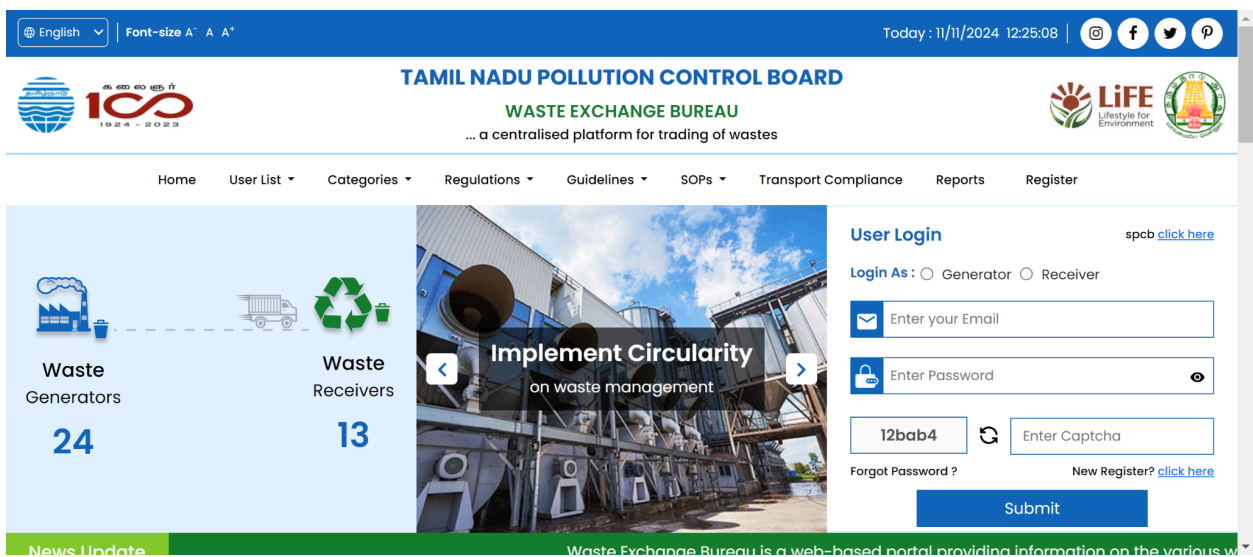 English
Font-size A⁻ A A⁺
Today : 11/11/2024 12:25:08
கலைஞர்
100
1924 - 2023
TAMIL NADU POLLUTION CONTROL BOARD
WASTE EXCHANGE BUREAU
... a centralised platform for trading of wastes
LiFE
Lifestyle for
Environment
Home User List Categories Regulations Guidelines SOPs Transport Compliance Reports Register
Waste
Generators
24
Waste
Receivers
13
Implement Circularity
on waste management
User Login
spcb click here
Login As : Generator Receiver
Enter your Email
Enter Password
12bab4
Enter Captcha
Forgot Password ?
New Register? click here
Submit
News Update
Waste Exchange Bureau is a web-based portal providing information on the various w